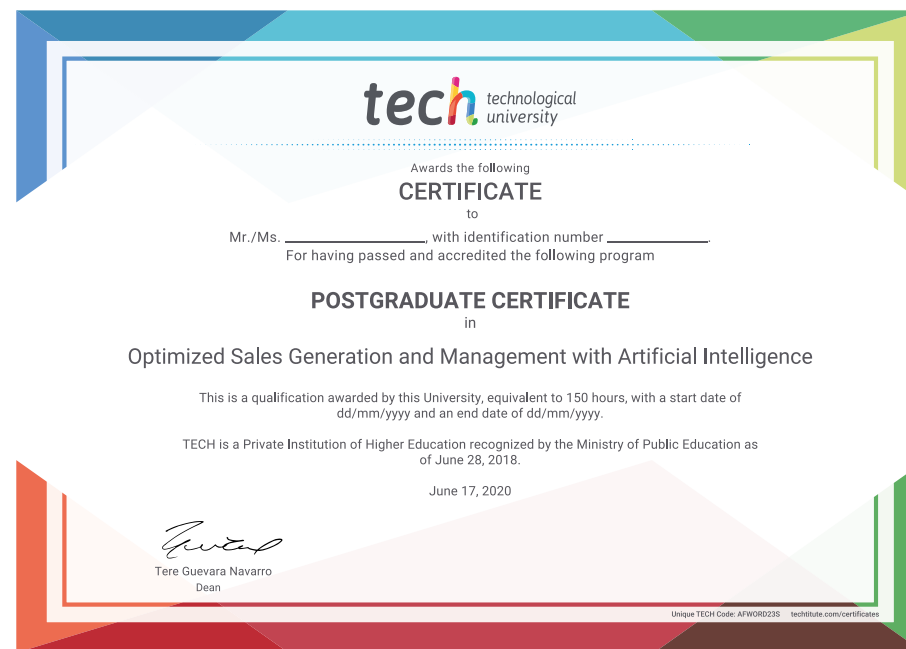 tech technological
university
Awards the following
CERTIFICATE
to
Mr./Ms. ____________________, with identification number _______________.
For having passed and accredited the following program
POSTGRADUATE CERTIFICATE
in
Optimized Sales Generation and Management with Artificial Intelligence
This is a qualification awarded by this University, equivalent to 150 hours, with a start date of
dd/mm/yyyy and an end date of dd/mm/yyyy.
TECH is a Private Institution of Higher Education recognized by the Ministry of Public Education as
of June 28, 2018.
June 17, 2020
Tere Guevara Navarro
Dean
Unique TECH Code: AFWORD23S techtitute.com/certificates